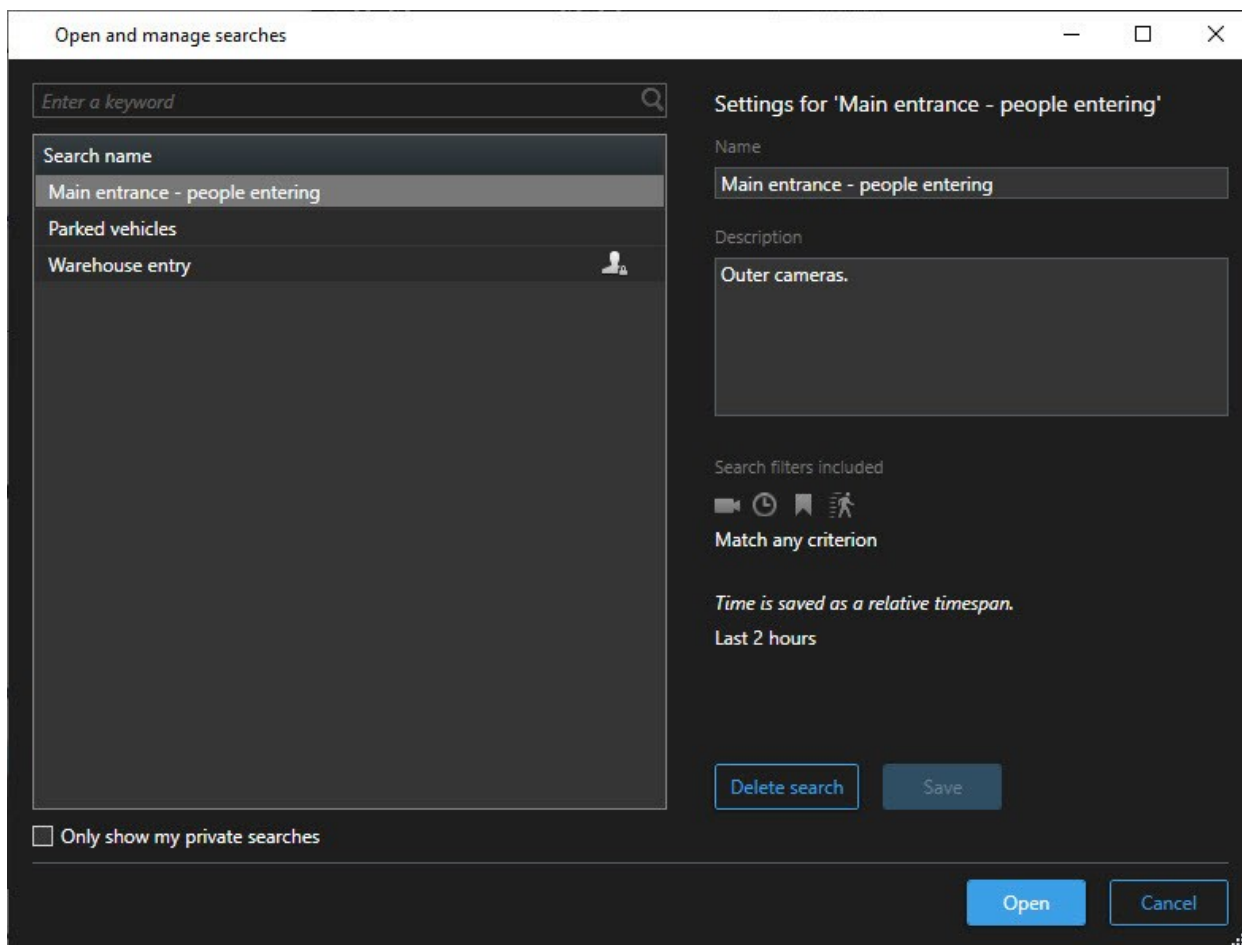 Open and manage searches
Enter a keyword
Search name
Main entrance - people entering
Parked vehicles
Warehouse entry
Only show my private searches
Settings for 'Main entrance - people entering'
Name
Main entrance - people entering
Description
Outer cameras.
Search filters included
Match any criterion
Time is saved as a relative timespan.
Last 2 hours
Delete search
Save
Open
Cancel